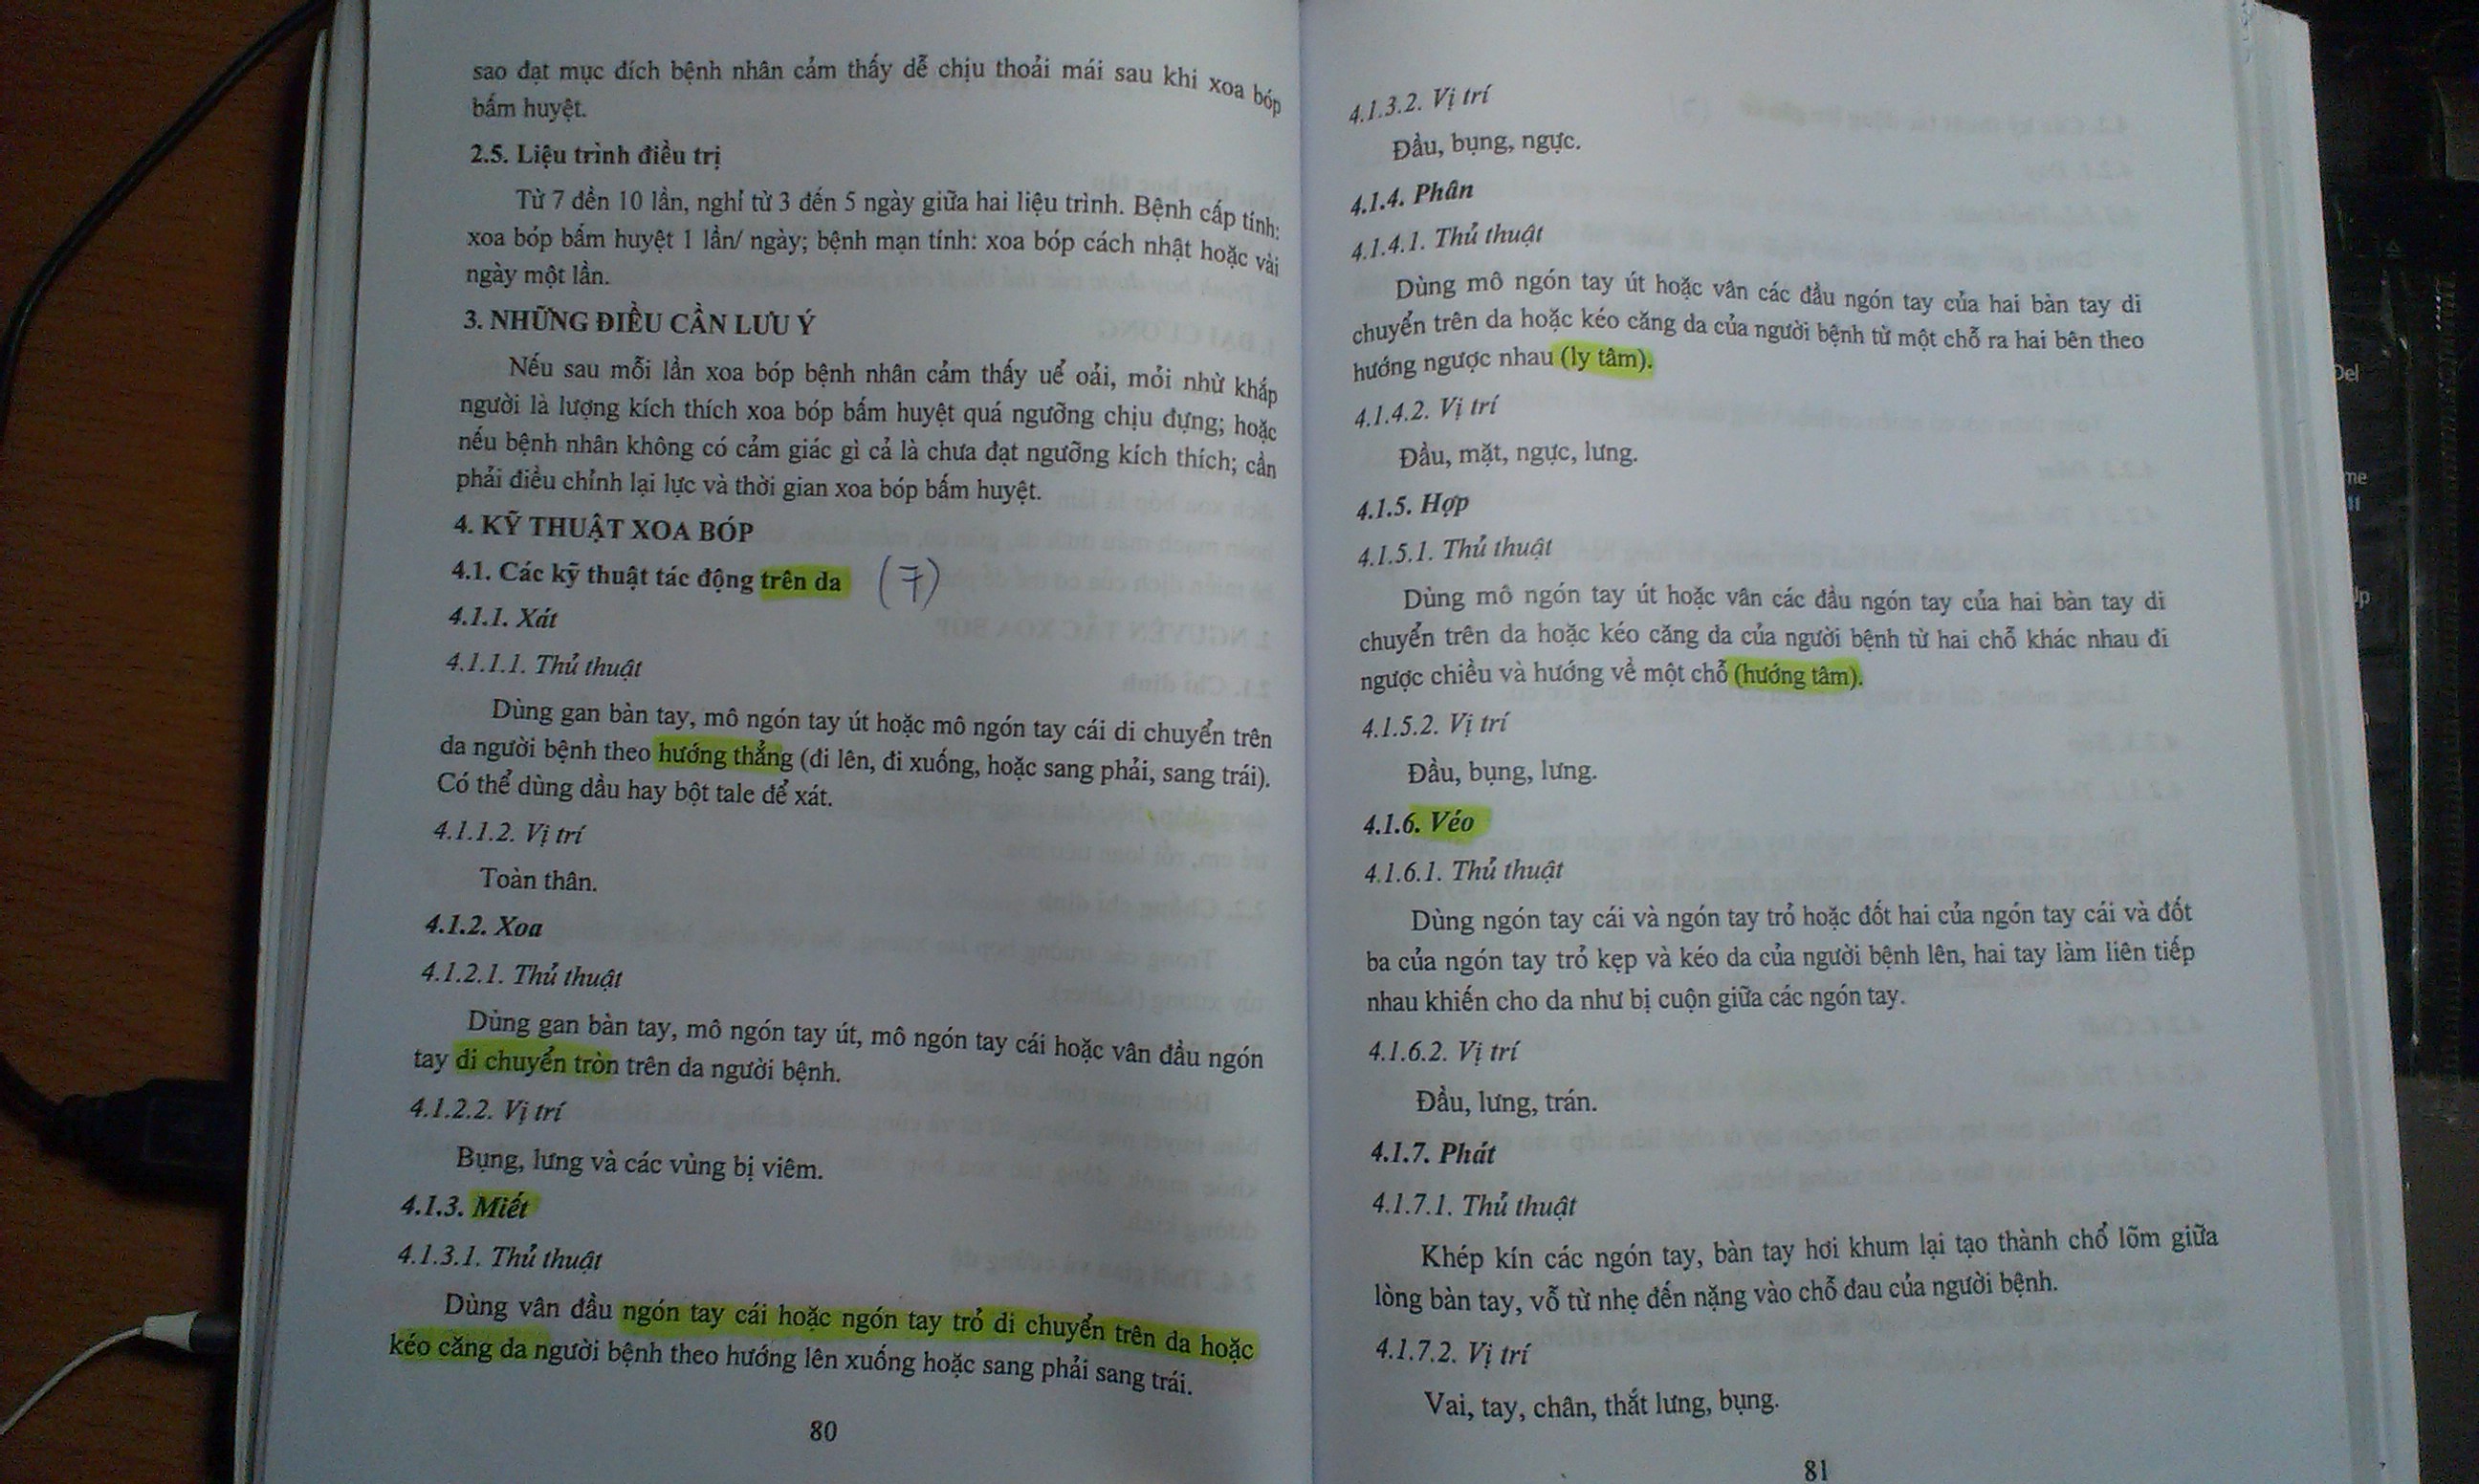 sao đạt mục đích bệnh nhân cảm thấy dễ chịu thoải mái sau khi xoa bóp
bấm huyệt.
2.5. Liệu trình điều trị
Từ 7 đền 10 lần, nghỉ từ 3 đến 5 ngày giữa hai liệu trình. Bệnh cấp tính:
xoa bóp bấm huyệt 1 lần/ ngày; bệnh mạn tính: xoa bóp cách nhật hoặc vài
ngày một lần.
3. NHỮNG ĐIỀU CẦN LƯU Ý
Nếu sau mỗi lần xoa bóp bệnh nhân cảm thấy uể oải, mỏi nhừ khắp
người là lượng kích thích xoa bóp bấm huyệt quá ngưỡng chịu đựng; hoặc
nếu bệnh nhân không có cảm giác gì cả là chưa đạt ngưỡng kích thích; cần
phải điều chỉnh lại lực và thời gian xoa bóp bấm huyệt.
4. KỸ THUẬT XOA BÓP
4.1. Các kỹ thuật tác động trên da (7)
4.1.1. Xát
4.1.1.1. Thủ thuật
Dùng gan bàn tay, mô ngón tay út hoặc mô ngón tay cái di chuyển trên
da người bệnh theo hướng thẳng (đi lên, đi xuống, hoặc sang phải, sang trái).
Có thể dùng dầu hay bột tale để xát.
4.1.1.2. Vị trí
Toàn thân.
4.1.2. Xoa
4.1.2.1. Thủ thuật
Dùng gan bàn tay, mô ngón tay út, mô ngón tay cái hoặc vân đầu ngón
tay di chuyển tròn trên da người bệnh.
4.1.2.2. Vị trí
Bụng, lưng và các vùng bị viêm.
4.1.3. Miết
4.1.3.1. Thủ thuật
Dùng vân đầu ngón tay cái hoặc ngón tay trỏ di chuyển trên da hoặc
kéo căng da người bệnh theo hướng lên xuống hoặc sang phải sang trái.
80
4.1.3.2. Vị trí
Đầu, bụng, ngực.
4.1.4. Phân
4.1.4.1. Thủ thuật
Dùng mô ngón tay út hoặc vân các đầu ngón tay của hai bàn tay di
chuyển trên da hoặc kéo căng da của người bệnh từ một chỗ ra hai bên theo
hướng ngược nhau (ly tâm).
4.1.4.2. Vị trí
Đầu, mặt, ngực, lưng.
4.1.5. Hợp
4.1.5.1. Thủ thuật
Dùng mô ngón tay út hoặc vân các đầu ngón tay của hai bàn tay di
chuyển trên da hoặc kéo căng da của người bệnh từ hai chỗ khác nhau đi
ngược chiều và hướng về một chỗ (hướng tâm).
4.1.5.2. Vị trí
Đầu, bụng, lưng.
4.1.6. Véo
4.1.6.1. Thủ thuật
Dùng ngón tay cái và ngón tay trỏ hoặc đốt hai của ngón tay cái và đốt
ba của ngón tay trỏ kẹp và kéo da của người bệnh lên, hai tay làm liên tiếp
nhau khiến cho da như bị cuộn giữa các ngón tay.
4.1.6.2. Vị trí
Đầu, lưng, trán.
4.1.7. Phát
4.1.7.1. Thủ thuật
Khép kín các ngón tay, bàn tay hơi khum lại tạo thành chổ lõm giữa
lòng bàn tay, vỗ từ nhẹ đến nặng vào chỗ đau của người bệnh.
4.1.7.2. Vị trí
Vai, tay, chân, thắt lưng, bụng.
81
Del